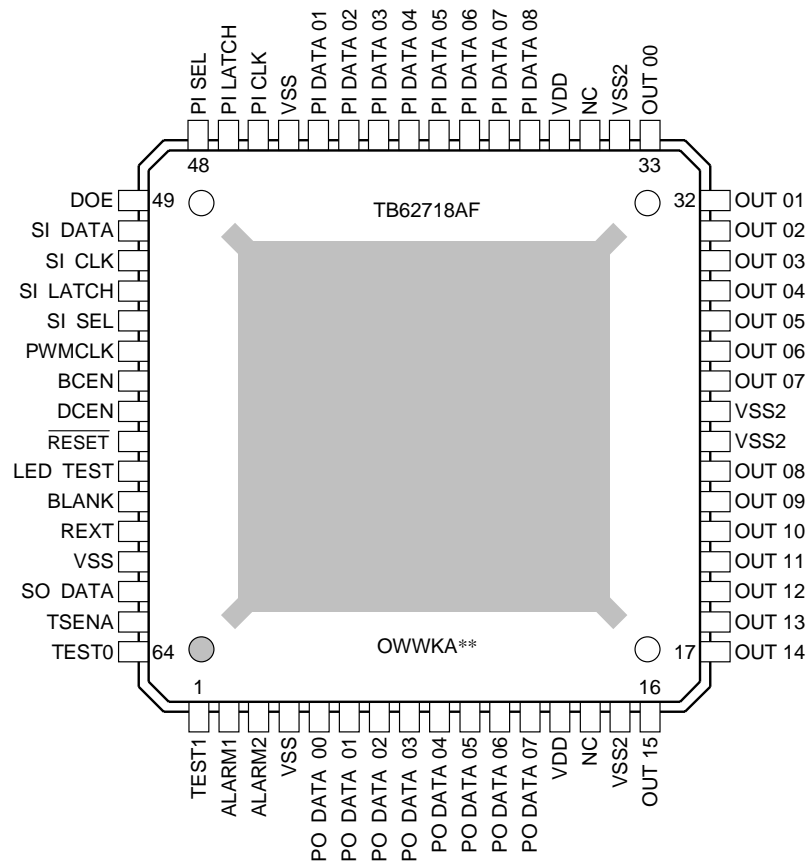 PI SEL
PI LATCH
PI CLK
VSS
PI DATA 01
PI DATA 02
PI DATA 03
PI DATA 04
PI DATA 05
PI DATA 06
PI DATA 07
PI DATA 08
VDD
NC
VSS2
OUT 00
48
33
49
32
TB62718AF
DOE
SI DATA
SI CLK
SI LATCH
SI SEL
PWMCLK
BCEN
DCEN
RESET
LED TEST
BLANK
REXT
VSS
SO DATA
TSENA
TEST0
OUT 01
OUT 02
OUT 03
OUT 04
OUT 05
OUT 06
OUT 07
VSS2
VSS2
OUT 08
OUT 09
OUT 10
OUT 11
OUT 12
OUT 13
OUT 14
64
OWWKA**
17
1
16
TEST1
ALARM1
ALARM2
VSS
PO DATA 00
PO DATA 01
PO DATA 02
PO DATA 03
PO DATA 04
PO DATA 05
PO DATA 06
PO DATA 07
VDD
NC
VSS2
OUT 15